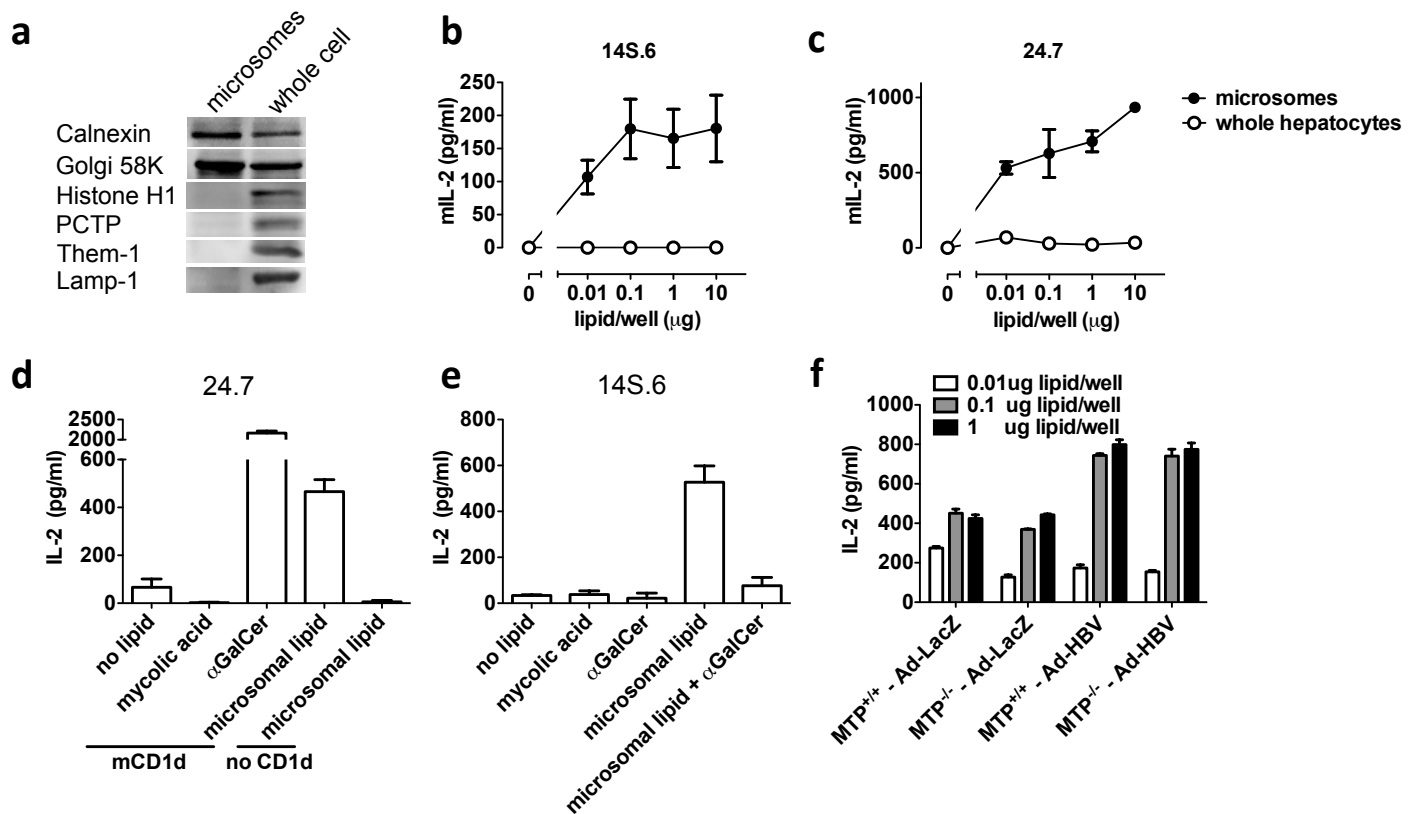 a
microsomes
whole cell
Calnexin
Golgi 58K
Histone H1
PCTP
Them-1
Lamp-1
b
14S.6
mIL-2 (pg/ml)
250
200
150
100
50
0
0
0.01
0.1
1
10
lipid/well (µg)
c
24.7
mIL-2 (pg/ml)
1000
500
0
0
0.01
0.1
1
10
lipid/well (µg)
microsomes
whole hepatocytes
d
24.7
IL-2 (pg/ml)
2500
2000
600
400
200
0
no lipid
mycolic acid
αGalCer
microsomal lipid
microsomal lipid
mCD1d
no CD1d
e
14S.6
IL-2 (pg/ml)
800
600
400
200
0
no lipid
mycolic acid
αGalCer
microsomal lipid
microsomal lipid + αGalCer
f
0.01ug lipid/well
0.1 ug lipid/well
1 ug lipid/well
IL-2 (pg/ml)
1000
800
600
400
200
0
MTP+/+ - Ad-LacZ
MTP-/- - Ad-LacZ
MTP+/+ - Ad-HBV
MTP-/- - Ad-HBV